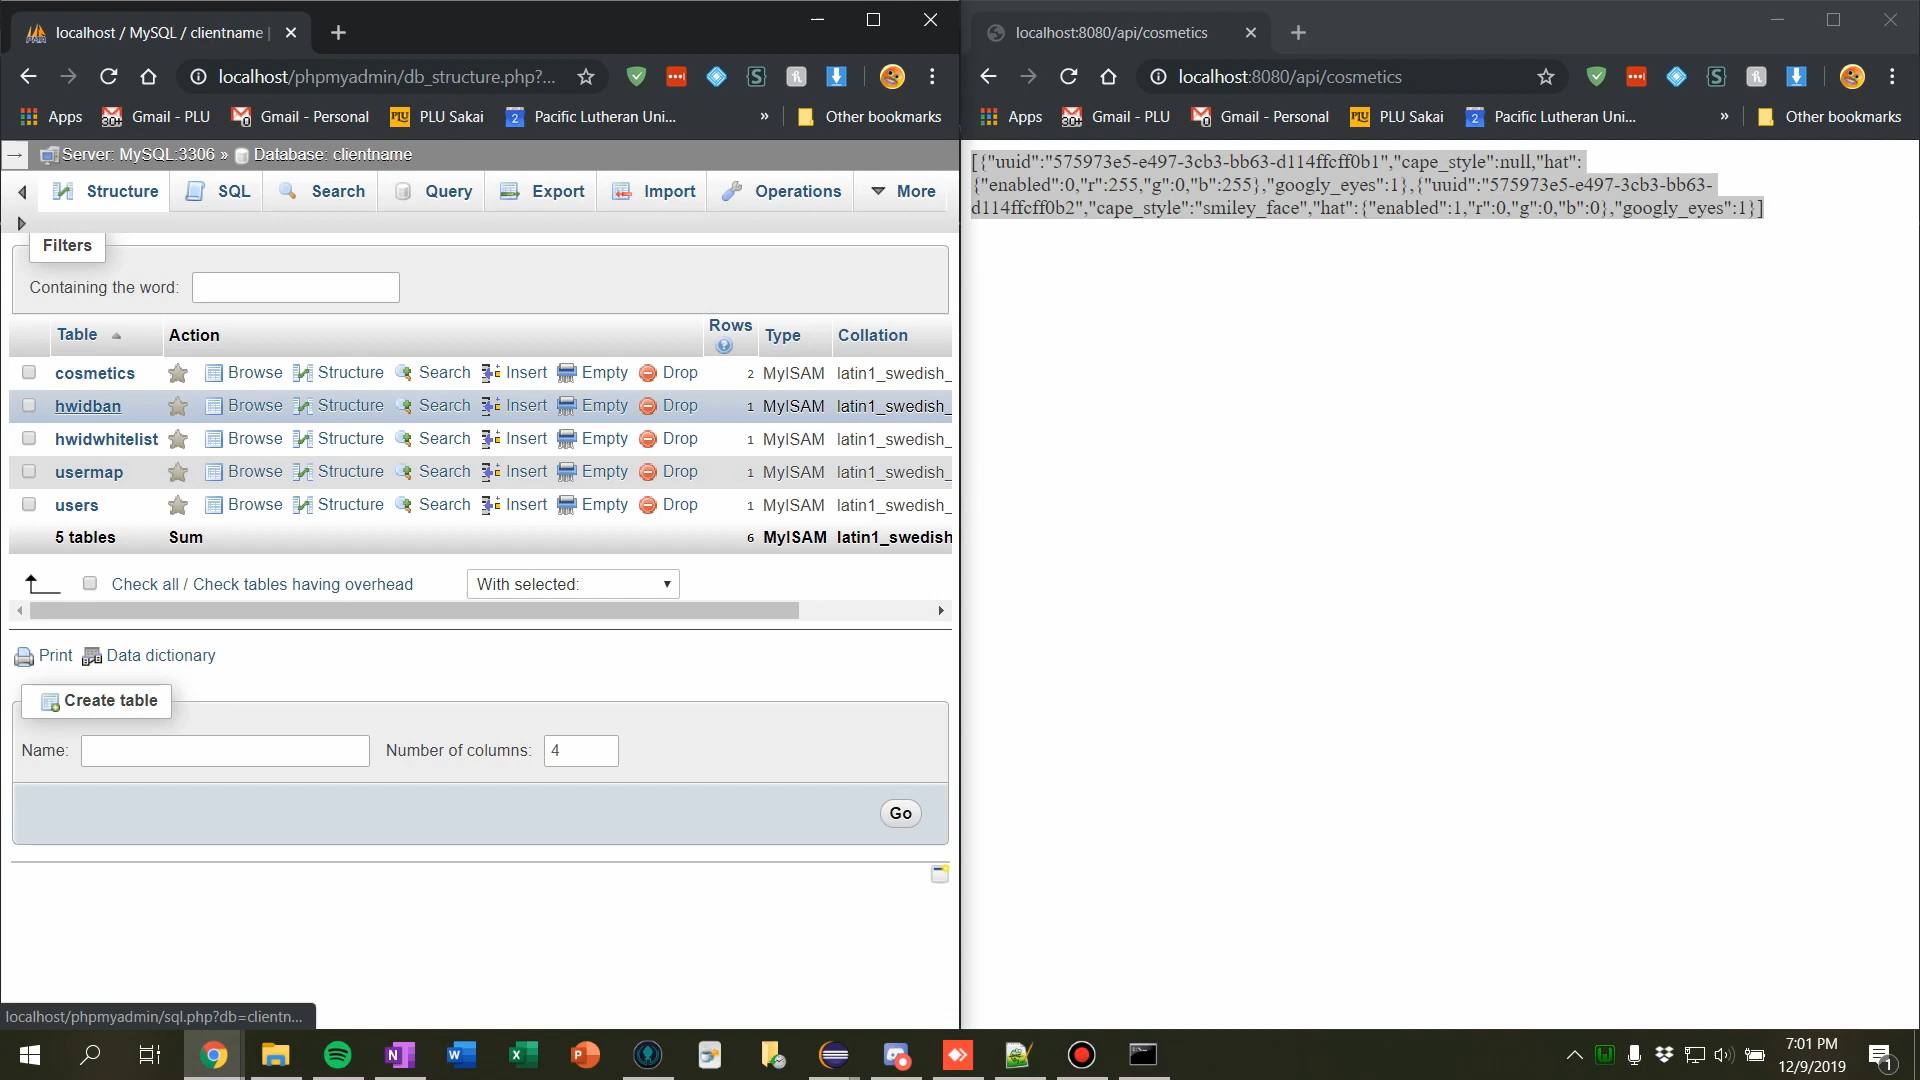 localhost / MySQL / clientname |
localhost/phpmyadmin/db_structure.php?...
Apps Gmail - PLU Gmail - Personal PLU Sakai Pacific Lutheran Uni... » Other bookmarks
Server: MySQL:3306 » Database: clientname
Structure SQL Search Query Export Import Operations More
Filters
Containing the word:
Table Action Rows Type Collation
cosmetics Browse Structure Search Insert Empty Drop 2 MyISAM latin1_swedish_
hwidban Browse Structure Search Insert Empty Drop 1 MyISAM latin1_swedish_
hwidwhitelist Browse Structure Search Insert Empty Drop 1 MyISAM latin1_swedish_
usermap Browse Structure Search Insert Empty Drop 1 MyISAM latin1_swedish_
users Browse Structure Search Insert Empty Drop 1 MyISAM latin1_swedish_
5 tables Sum 6 MyISAM latin1_swedish
Check all / Check tables having overhead With selected:
Print Data dictionary
Create table
Name: Number of columns: 4
Go
localhost/phpmyadmin/sql.php?db=clientn...
localhost:8080/api/cosmetics
localhost:8080/api/cosmetics
Apps Gmail - PLU Gmail - Personal PLU Sakai Pacific Lutheran Uni... » Other bookmarks
[{"uuid":"575973e5-e497-3cb3-bb63-d114ffcff0b1","cape_style":null,"hat":
{"enabled":0,"r":255,"g":0,"b":255},"googly_eyes":1},{"uuid":"575973e5-e497-3cb3-bb63-
d114ffcff0b2","cape_style":"smiley_face","hat":{"enabled":1,"r":0,"g":0,"b":0},"googly_eyes":1}]
7:01 PM
12/9/2019
1